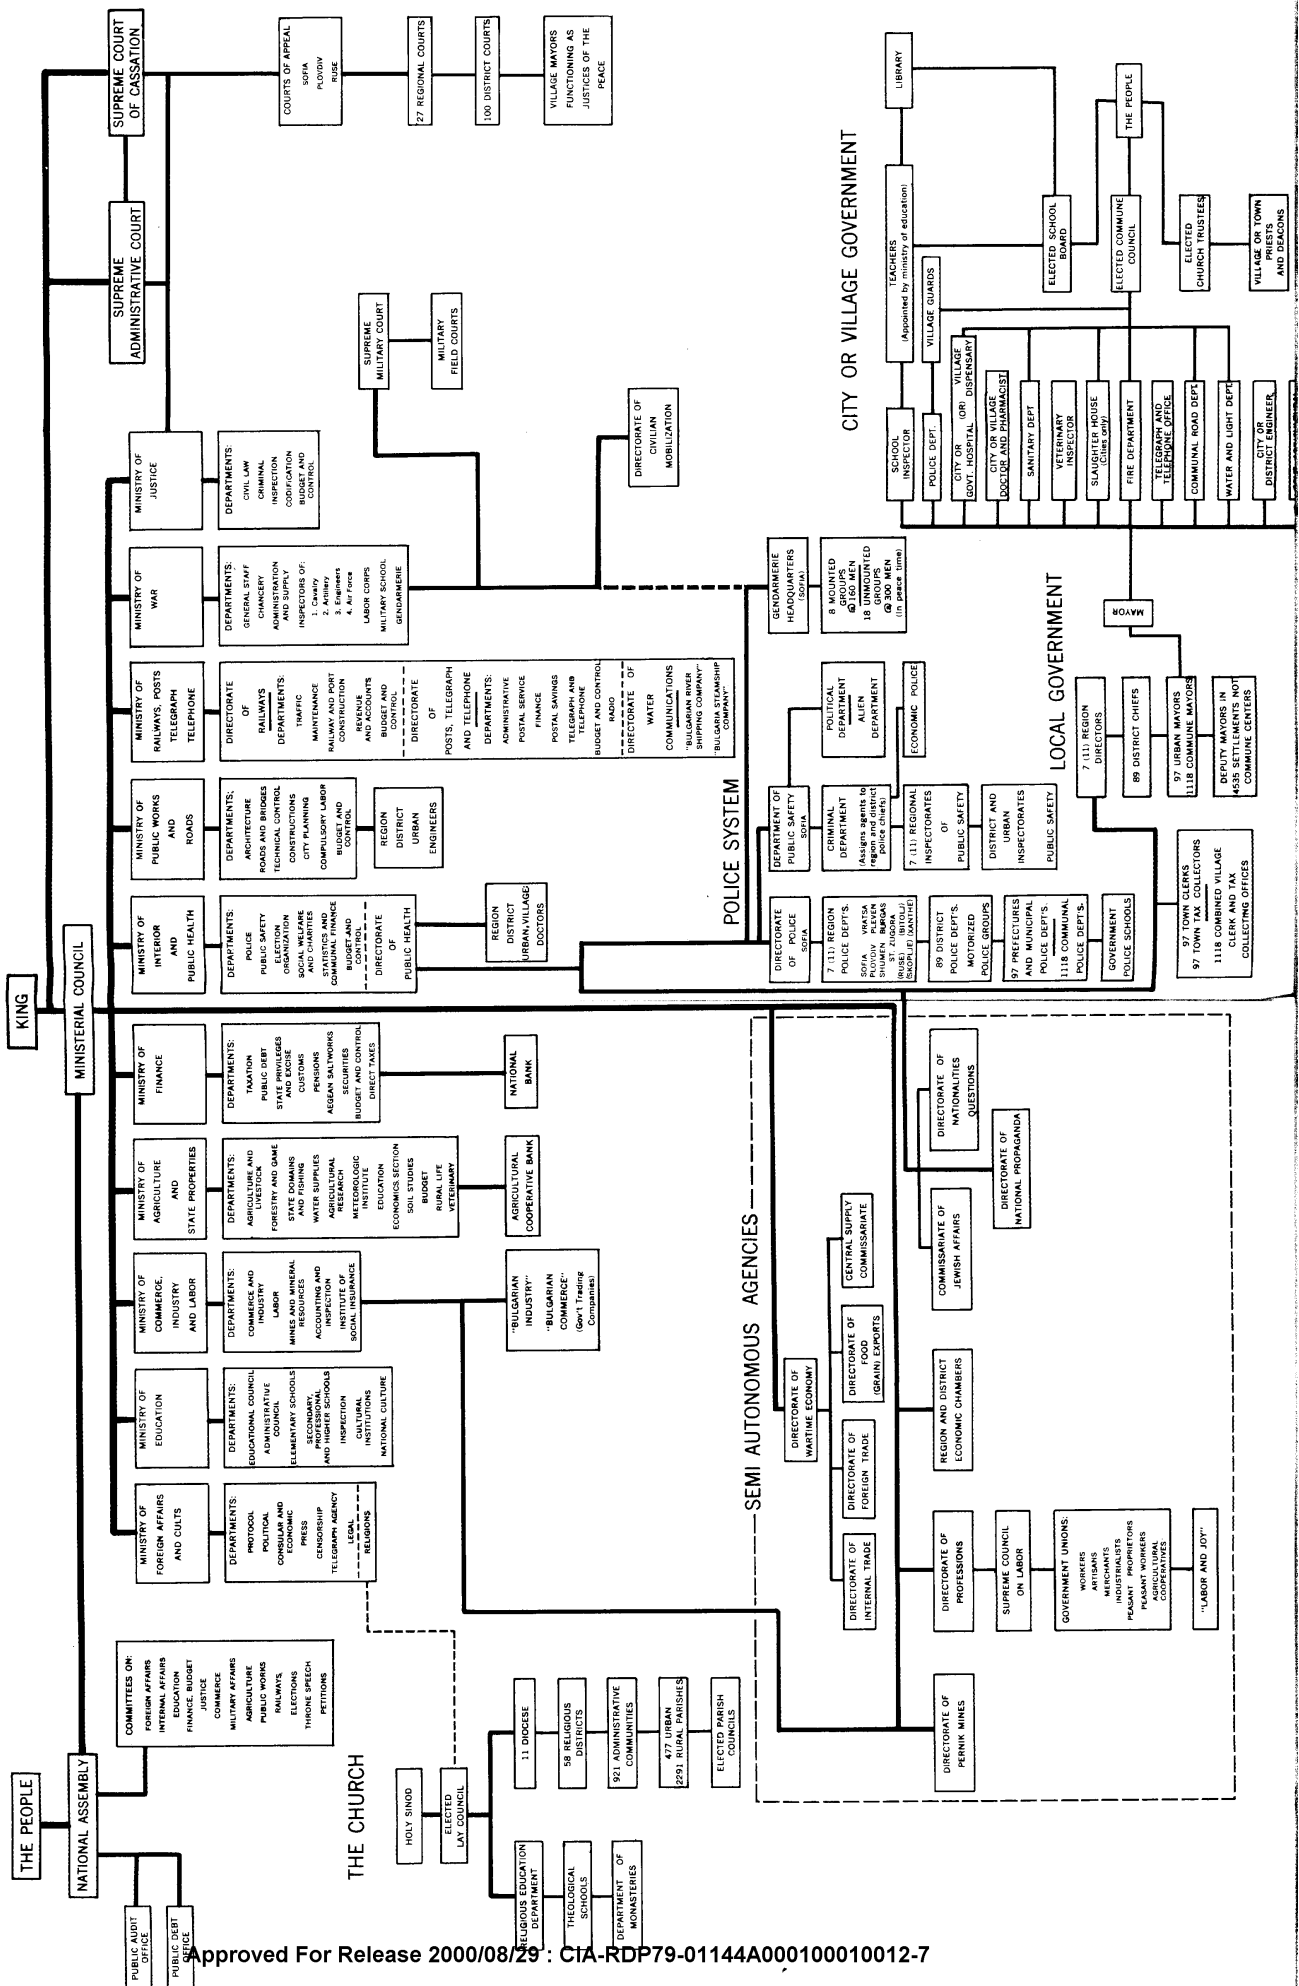 KING
MINISTERIAL COUNCIL
THE PEOPLE
NATIONAL ASSEMBLY
PUBLIC AUDIT
OFFICE
PUBLIC DEBT
OFFICE
COMMITTEES ON:
FOREIGN AFFAIRS
INTERNAL AFFAIRS
EDUCATION
FINANCE, BUDGET
JUSTICE
COMMERCE
MILITARY AFFAIRS
AGRICULTURE
PUBLIC WORKS
RAILWAYS,
ELECTIONS
THRONE SPEECH
PETITIONS
MINISTRY OF
FOREIGN AFFAIRS
AND CULTS
DEPARTMENTS:
PROTOCOL
POLITICAL
CONSULAR AND
ECONOMIC
PRESS
CENSORSHIP
TELEGRAPH AGENCY
LEGAL
RELIGIONS
MINISTRY OF
EDUCATION
DEPARTMENTS:
EDUCATIONAL COUNCIL
ADMINISTRATIVE
COUNCIL
ELEMENTARY SCHOOLS
SECONDARY,
PROFESSIONAL
AND HIGHER SCHOOLS
INSPECTION
CULTURAL
INSTITUTIONS
NATIONAL CULTURE
MINISTRY OF
COMMERCE,
INDUSTRY
AND LABOR
DEPARTMENTS:
COMMERCE AND
INDUSTRY
LABOR
MINES AND MINERAL
RESOURCES
ACCOUNTING AND
INSPECTION
INSTITUTE OF
SOCIAL INSURANCE
"BULGARIAN
INDUSTRY"
"BULGARIAN
COMMERCE"
(Gov't Trading
Companies)
MINISTRY OF
AGRICULTURE
AND
STATE PROPERTIES
DEPARTMENTS:
AGRICULTURE AND
LIVESTOCK
FORESTRY AND GAME
STATE DOMAINS
AND FISHING
WATER SUPPLIES
AGRICULTURAL
RESEARCH
METEOROLOGIC
INSTITUTE
EDUCATION
ECONOMICS SECTION
SOIL STUDIES
BUDGET
RURAL LIFE
VETERINARY
AGRICULTURAL
COOPERATIVE BANK
MINISTRY OF
FINANCE
DEPARTMENTS:
TAXATION
PUBLIC DEBT
STATE PRIVILEGES
AND EXCISE
CUSTOMS
PENSIONS
AEGEAN SALTWORKS
SECURITIES
BUDGET AND CONTROL
DIRECT TAXES
NATIONAL
BANK
MINISTRY OF
INTERIOR
AND
PUBLIC HEALTH
DEPARTMENTS:
POLICE
PUBLIC SAFETY
ELECTION
ORGANIZATION
SOCIAL WELFARE
AND CHARITIES
STATISTICS AND
COMMUNAL FINANCE
BUDGET AND
CONTROL
DIRECTORATE
OF
PUBLIC HEALTH
REGION
DISTRICT
URBAN, VILLAGE
DOCTORS
MINISTRY OF
PUBLIC WORKS
AND
ROADS
DEPARTMENTS;
ARCHITECTURE
ROADS AND BRIDGES
TECHNICAL CONTROL
CONSTRUCTIONS
CITY PLANNING
COMPULSORY LABOR
BUDGET AND
CONTROL
REGION
DISTRICT
URBAN
ENGINEERS
MINISTRY OF
RAILWAYS, POSTS
TELEGRAPH
TELEPHONE
DIRECTORATE
OF
RAILWAYS
DEPARTMENTS:
TRAFFIC
MAINTENANCE
RAILWAY AND PORT
CONSTRUCTION
REVENUE
AND ACCOUNTS
BUDGET AND
CONTROL
DIRECTORATE
OF
POSTS, TELEGRAPH
AND TELEPHONE
DEPARTMENTS:
ADMINISTRATIVE
POSTAL SERVICE
FINANCE
POSTAL SAVINGS
TELEGRAPH AND
TELEPHONE
BUDGET AND CONTROL
RADIO
DIRECTORATE OF
WATER
COMMUNICATIONS
"BULGARIAN RIVER
SHIPPING COMPANY"
"BULGARIA STEAMSHIP
COMPANY"
MINISTRY OF
WAR
DEPARTMENTS:
GENERAL STAFF
CHANCERY
ADMINISTRATION
AND SUPPLY
INSPECTORS OF:
1. Cavalry
2. Artillery
3. Engineers
4. Air Force
LABOR CORPS
MILITARY SCHOOL
GENDARMERIE
SUPREME
MILITARY COURT
MILITARY
FIELD COURTS
DIRECTORATE OF
CIVILIAN
MOBILIZATION
MINISTRY OF
JUSTICE
DEPARTMENTS:
CIVIL LAW
CRIMINAL
INSPECTION
CODIFICATION
BUDGET AND
CONTROL
SUPREME
ADMINISTRATIVE COURT
SUPREME COURT
OF CASSATION
COURTS OF APPEAL
SOFIA
PLOVDIV
RUSE
27 REGIONAL COURTS
100 DISTRICT COURTS
VILLAGE MAYORS
FUNCTIONING AS
JUSTICES OF THE
PEACE
THE CHURCH
HOLY SINOD
ELECTED
LAY COUNCIL
RELIGIOUS EDUCATION
DEPARTMENT
THEOLOGICAL
SCHOOLS
DEPARTMENT OF
MONASTERIES
11 DIOCESE
58 RELIGIOUS
DISTRICTS
921 ADMINISTRATIVE
COMMUNITIES
477 URBAN
2291 RURAL PARISHES
ELECTED PARISH
COUNCILS
SEMI AUTONOMOUS AGENCIES
DIRECTORATE OF
WARTIME ECONOMY
DIRECTORATE OF
INTERNAL TRADE
DIRECTORATE OF
FOREIGN TRADE
DIRECTORATE OF
FOOD
(GRAIN) EXPORTS
CENTRAL SUPPLY
COMMISSARIATE
DIRECTORATE OF
PERNIK MINES
DIRECTORATE OF
PROFESSIONS
SUPREME COUNCIL
ON LABOR
GOVERNMENT UNIONS:
WORKERS
ARTISANS
MERCHANTS
INDUSTRIALISTS
PEASANT PROPRIETORS
PEASANT WORKERS
AGRICULTURAL
COOPERATIVES
"LABOR AND JOY"
REGION AND DISTRICT
ECONOMIC CHAMBERS
COMMISSARIATE OF
JEWISH AFFAIRS
DIRECTORATE OF
NATIONALITIES
QUESTIONS
DIRECTORATE OF
NATIONAL PROPAGANDA
POLICE SYSTEM
DIRECTORATE
OF POLICE
SOFIA
7 (11) REGION
POLICE DEPT'S.
SOFIA VRATSA
PLOVDIV PLEVEN
SHUMEN BURGAS
ST. ZUGORA
(RUSE) (BITOLJ)
(SKOPLJE) (XANTHE)
89 DISTRICT
POLICE DEPT'S.
MOTORIZED
POLICE GROUPS
97 PREFECTURES
AND MUNICIPAL
POLICE DEPT'S.
1118 COMMUNAL
POLICE DEPT'S.
GOVERNMENT
POLICE SCHOOLS
DEPARTMENT OF
PUBLIC SAFETY
SOFIA
CRIMINAL
DEPARTMENT
(Assigns agents to
region and district
police chiefs)
7 (11) REGIONAL
INSPECTORATES
OF
PUBLIC SAFETY
DISTRICT AND
URBAN
INSPECTORATES
PUBLIC SAFETY
POLITICAL
DEPARTMENT
ALIEN
DEPARTMENT
ECONOMIC POLICE
GENDARMERIE
HEADQUARTERS
(SOFIA)
8 MOUNTED
GROUPS
@ 160 MEN
18 UNMOUNTED
GROUPS
@ 300 MEN
(In peace time)
LOCAL GOVERNMENT
7 (11) REGION
DIRECTORS
89 DISTRICT CHIEFS
97 URBAN MAYORS
1118 COMMUNE MAYORS
DEPUTY MAYORS IN
4535 SETTLEMENTS NOT
COMMUNE CENTERS
97 TOWN CLERKS
97 TOWN TAX COLLECTORS
1118 COMBINED VILLAGE
CLERK AND TAX
COLLECTING OFFICES
MAYOR
CITY OR VILLAGE GOVERNMENT
SCHOOL
INSPECTOR
POLICE DEPT.
CITY OR VILLAGE
GOVT. HOSPITAL (OR) DISPENSARY
CITY OR VILLAGE
DOCTOR AND PHARMACIST
SANITARY DEPT
VETERINARY
INSPECTOR
SLAUGHTER HOUSE
(Cities only)
FIRE DEPARTMENT
TELEGRAPH AND
TELEPHONE OFFICE
COMMUNAL ROAD DEPT.
WATER AND LIGHT DEPT.
CITY OR
DISTRICT ENGINEER
TEACHERS
(Appointed by ministry of education)
VILLAGE GUARDS
LIBRARY
ELECTED SCHOOL
BOARD
ELECTED COMMUNE
COUNCIL
ELECTED
CHURCH TRUSTEES
THE PEOPLE
VILLAGE OR TOWN
PRIESTS
AND DEACONS
Approved For Release 2000/08/29 : CIA-RDP79-01144A000100010012-7